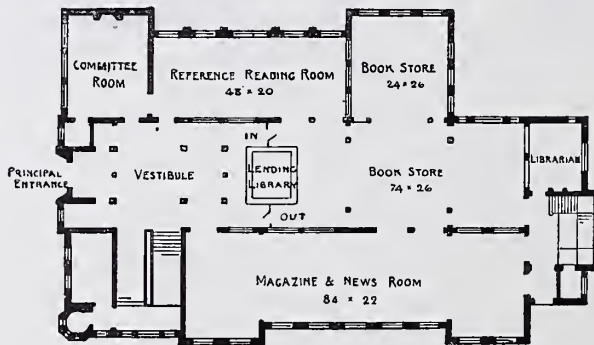 COMMITTEE
ROOM
REFERENCE READING ROOM
48 × 20
BOOK STORE
24 × 26
IN
PRINCIPAL
ENTRANCE
VESTIBULE
LENDING
LIBRARY
BOOK STORE
74 × 26
LIBRARIAN
OUT
MAGAZINE & NEWS ROOM
84 × 22